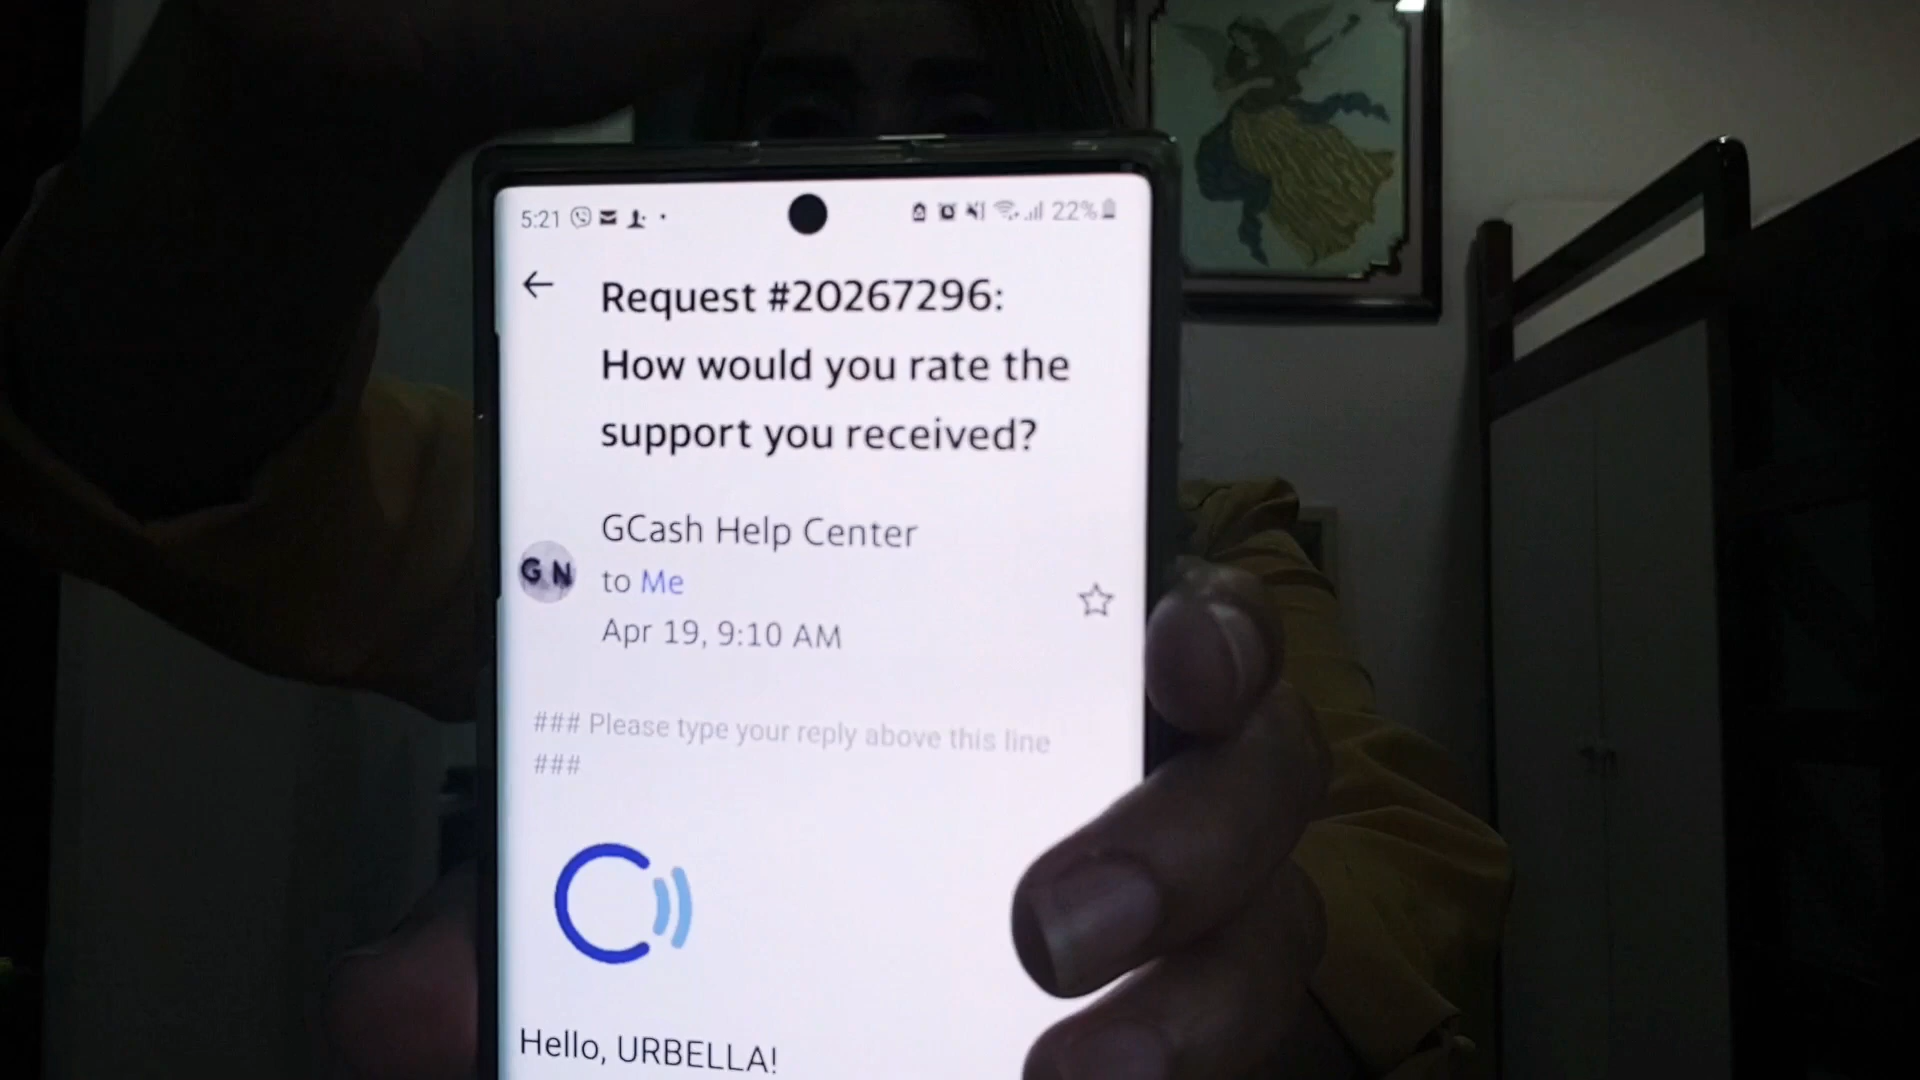 5:21 22%
Request #20267296:
How would you rate the
support you received?
GCash Help Center
GN
to Me
Apr 19, 9:10 AM
### Please type your reply above this line
###
Hello, URBELLA!